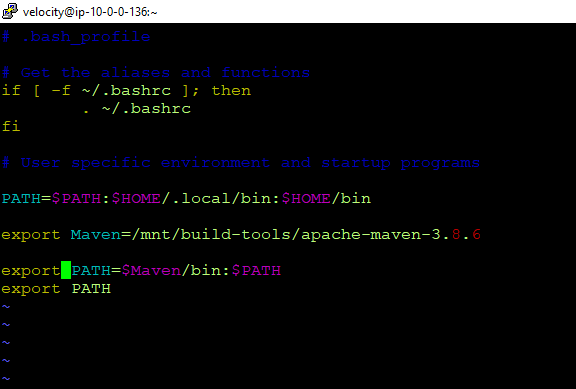 velocity@ip-10-0-0-136:~
# .bash_profile
# Get the aliases and functions
if [ -f ~/.bashrc ]; then
        . ~/.bashrc
fi
# User specific environment and startup programs
PATH=$PATH:$HOME/.local/bin:$HOME/bin
export Maven=/mnt/build-tools/apache-maven-3.8.6
export PATH=$Maven/bin:$PATH
export PATH
~
~
~
~
~